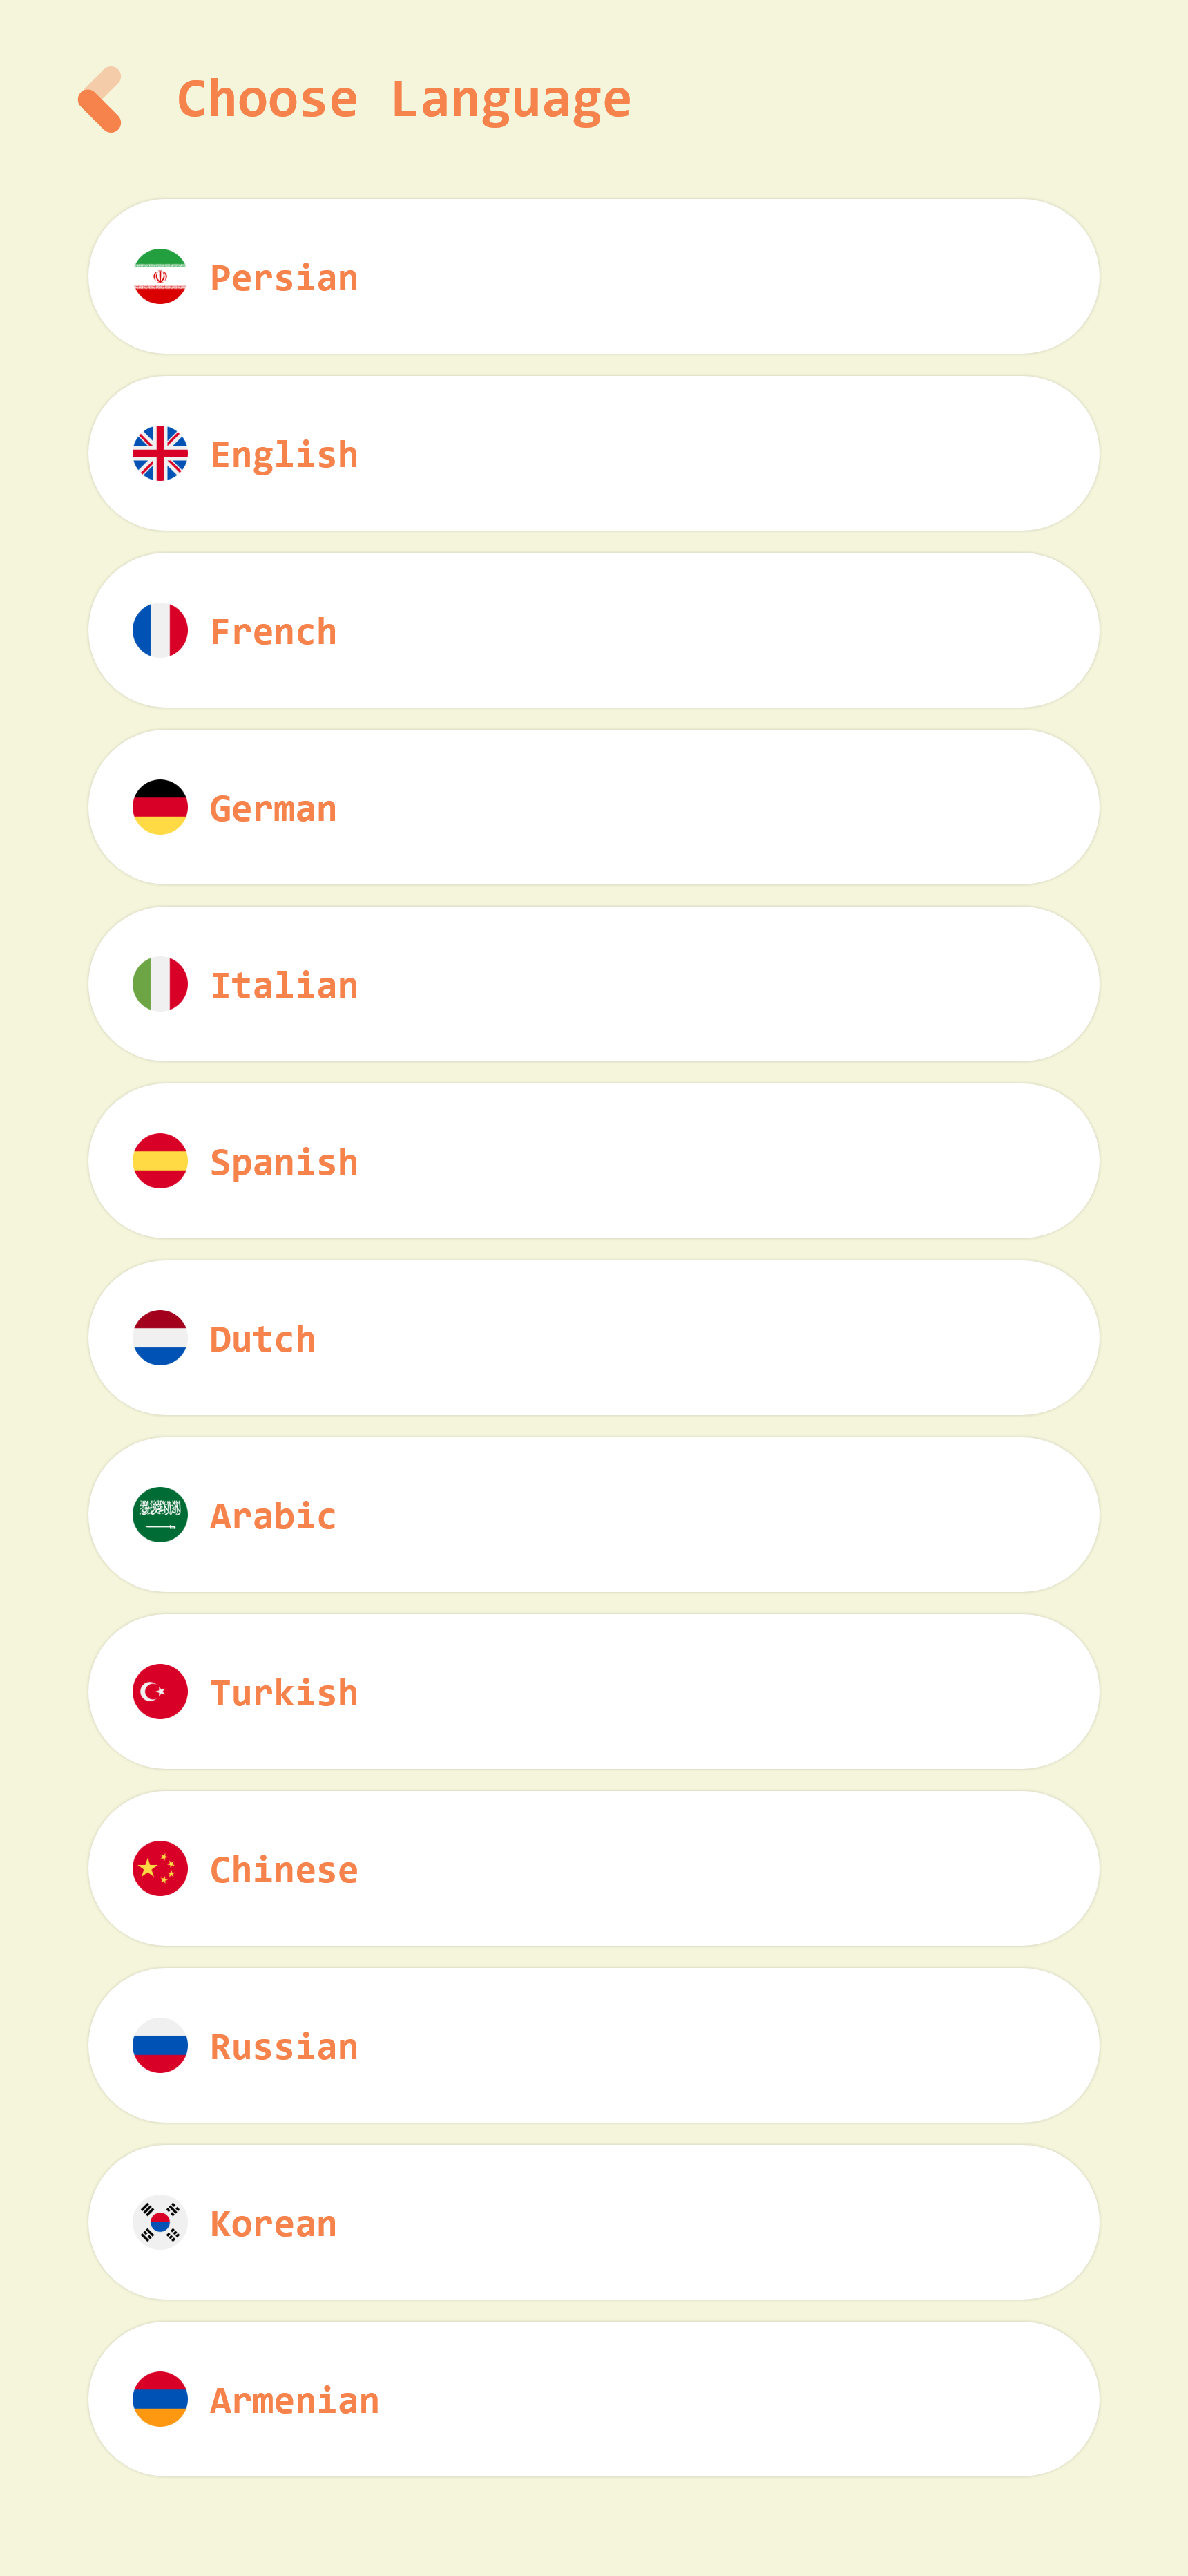 Choose Language
Persian
English
French
German
Italian
Spanish
Dutch
Arabic
Turkish
Chinese
Russian
Korean
Armenian